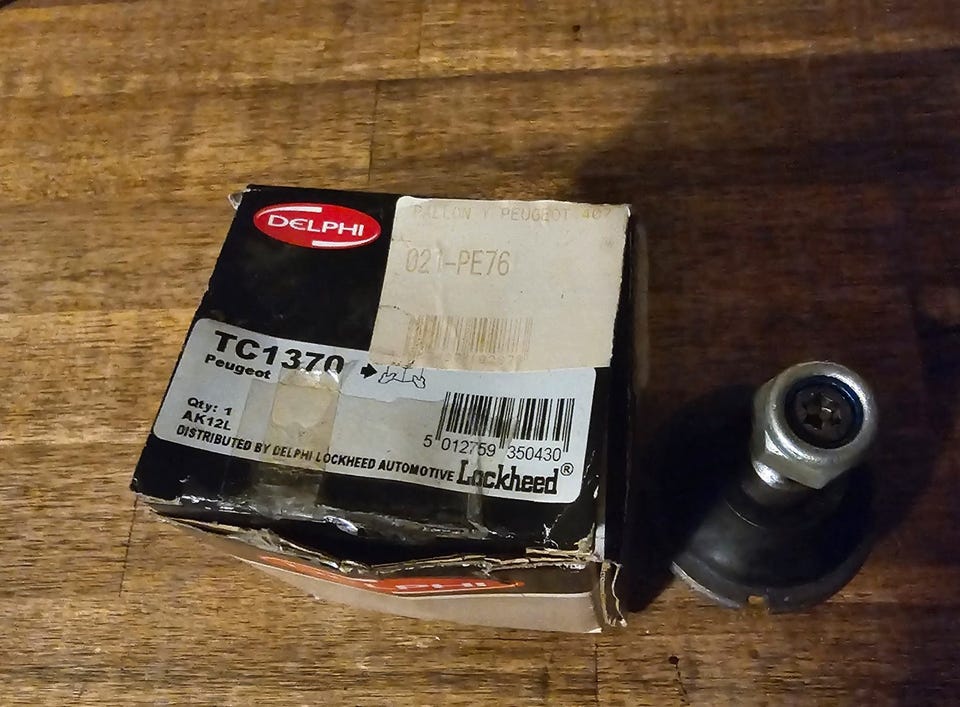 DELPHI
PEUGEOT 407
021-PE76
TC1370
Peugeot
Qty: 1
AK12L
5 012759 350430
DISTRIBUTED BY DELPHI LOCKHEED AUTOMOTIVE Lockheed®